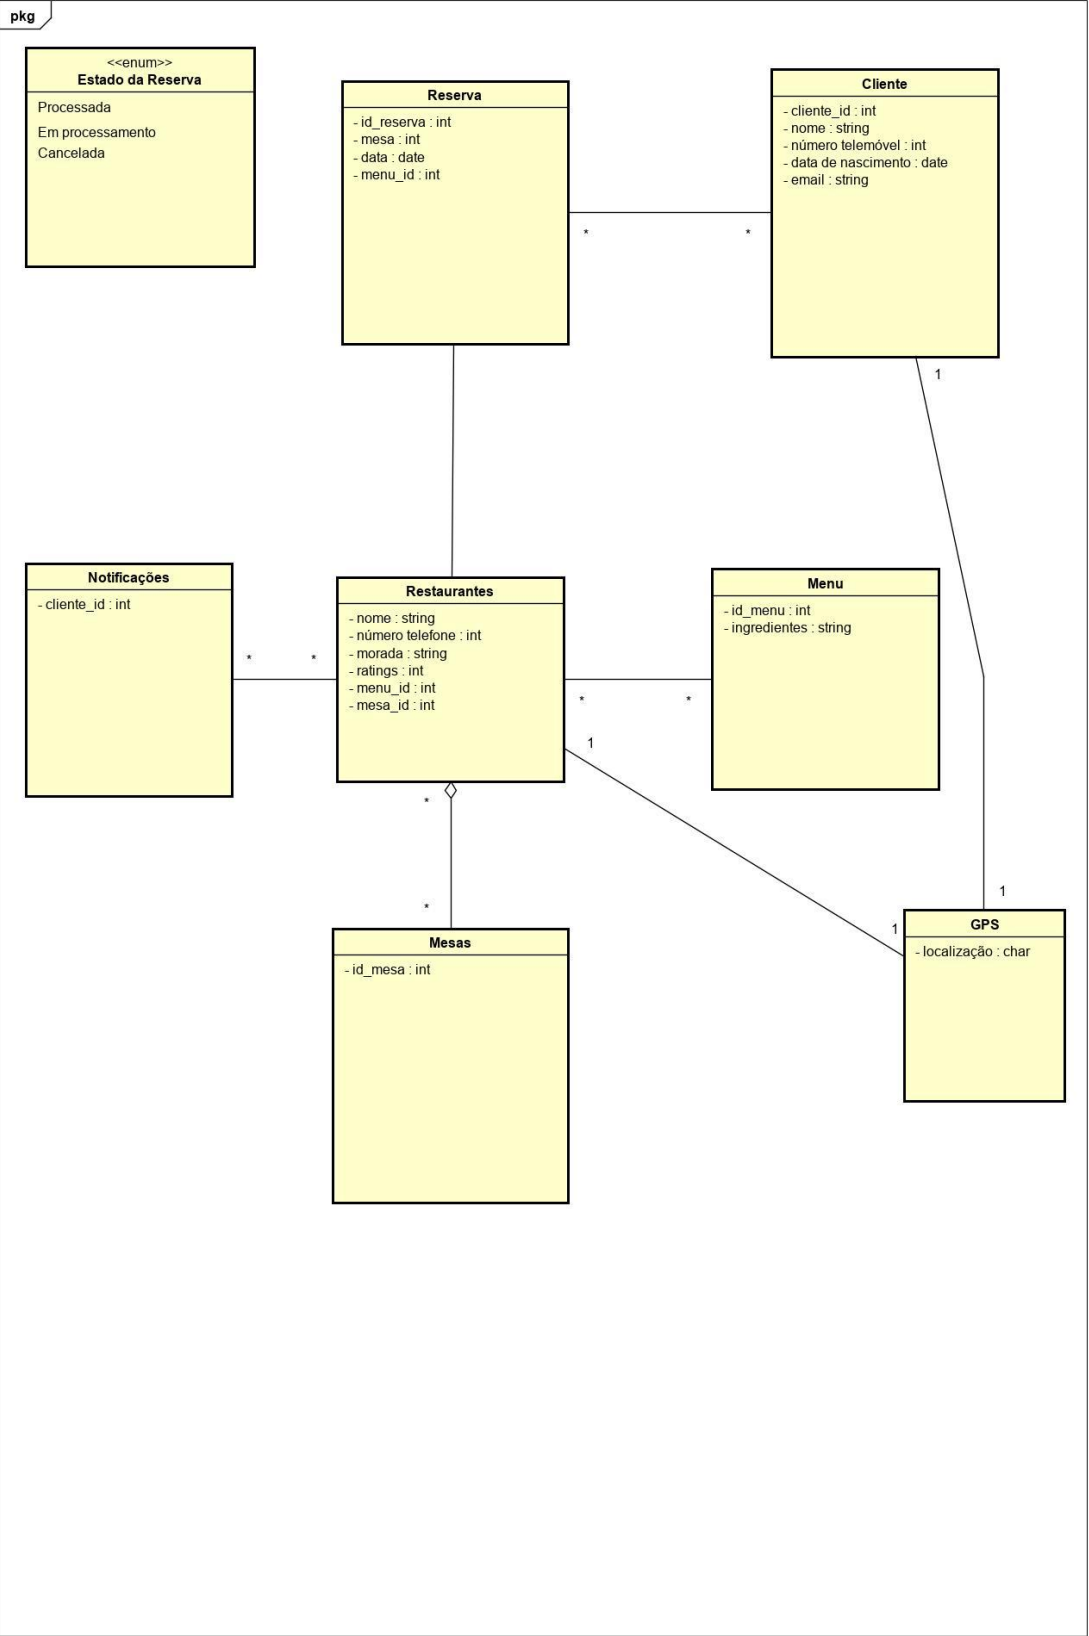 pkg
<<enum>>
Estado da Reserva
Processada
Em processamento
Cancelada
Reserva
- id_reserva : int
- mesa : int
- data : date
- menu_id : int
Cliente
- cliente_id : int
- nome : string
- número telemóvel : int
- data de nascimento : date
- email : string
* *
1
Notificações
- cliente_id : int
* *
Restaurantes
- nome : string
- número telefone : int
- morada : string
- ratings : int
- menu_id : int
- mesa_id : int
Menu
- id_menu : int
- ingredientes : string
* *
1
*
*
1
1
Mesas
- id_mesa : int
GPS
- localização : char